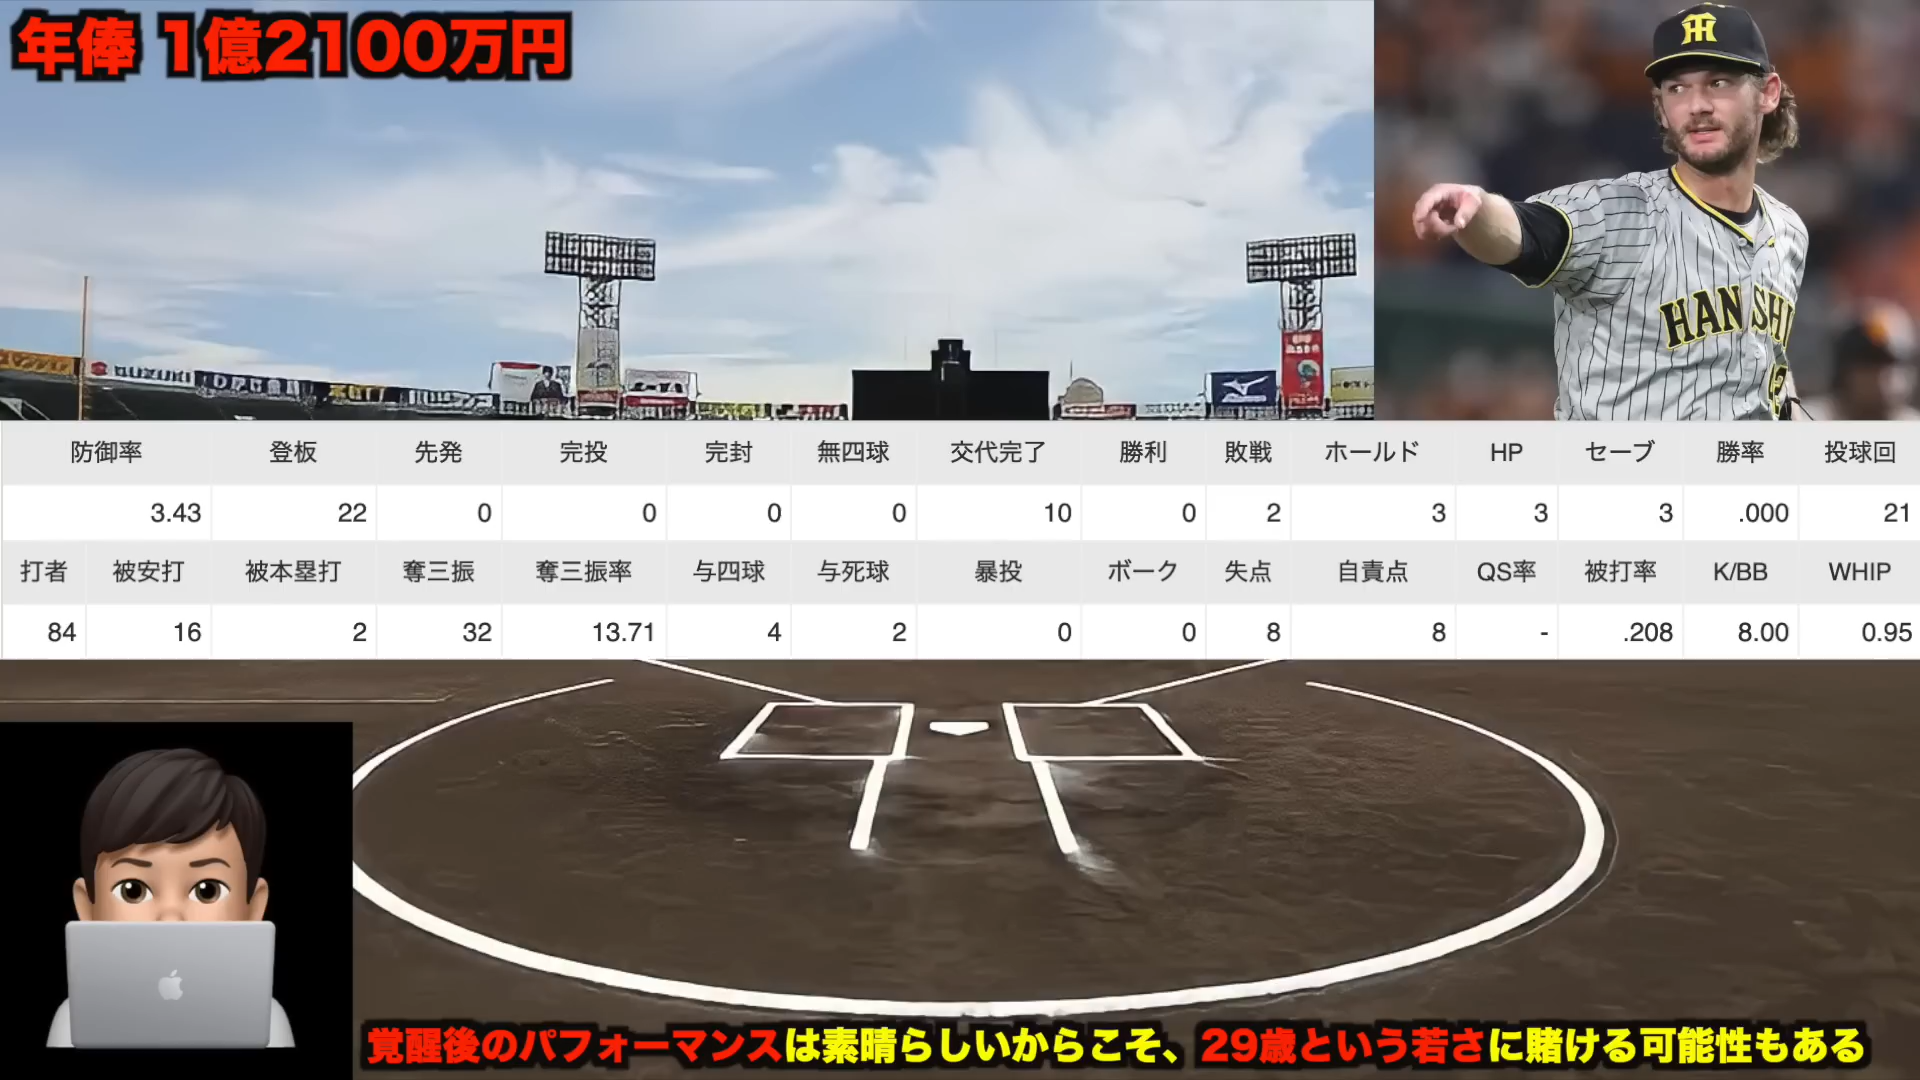 年俸 1億2100万円
HANSHI
SUZUKI
防御率 登板 先発 完投 完封 無四球 交代完了 勝利 敗戦 ホールド HP セーブ 勝率 投球回
3.43 22 0 0 0 0 10 0 2 3 3 3 .000 21
打者 被安打 被本塁打 奪三振 奪三振率 与四球 与死球 暴投 ボーク 失点 自責点 QS率 被打率 K/BB WHIP
84 16 2 32 13.71 4 2 0 0 8 8 - .208 8.00 0.95
覚醒後のパフォーマンスは素晴らしいからこそ、29歳という若さに賭ける可能性もある